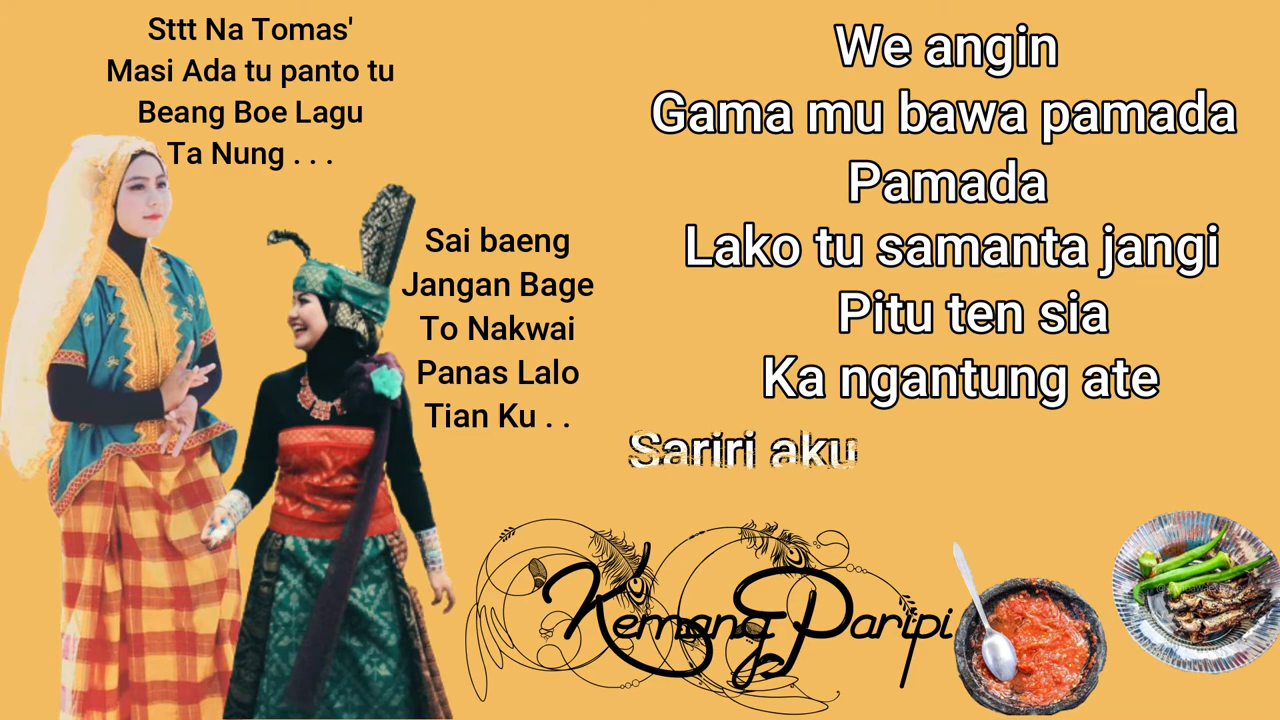 Sttt Na Tomas'
Masi Ada tu panto tu
Beang Boe Lagu
Ta Nung . . .
Sai baeng
Jangan Bage
To Nakwai
Panas Lalo
Tian Ku . .
We angin
Gama mu bawa pamada
Pamada
Lako tu samanta jangi
Pitu ten sia
Ka ngantung ate
Sariri aku
Kemang Paripi